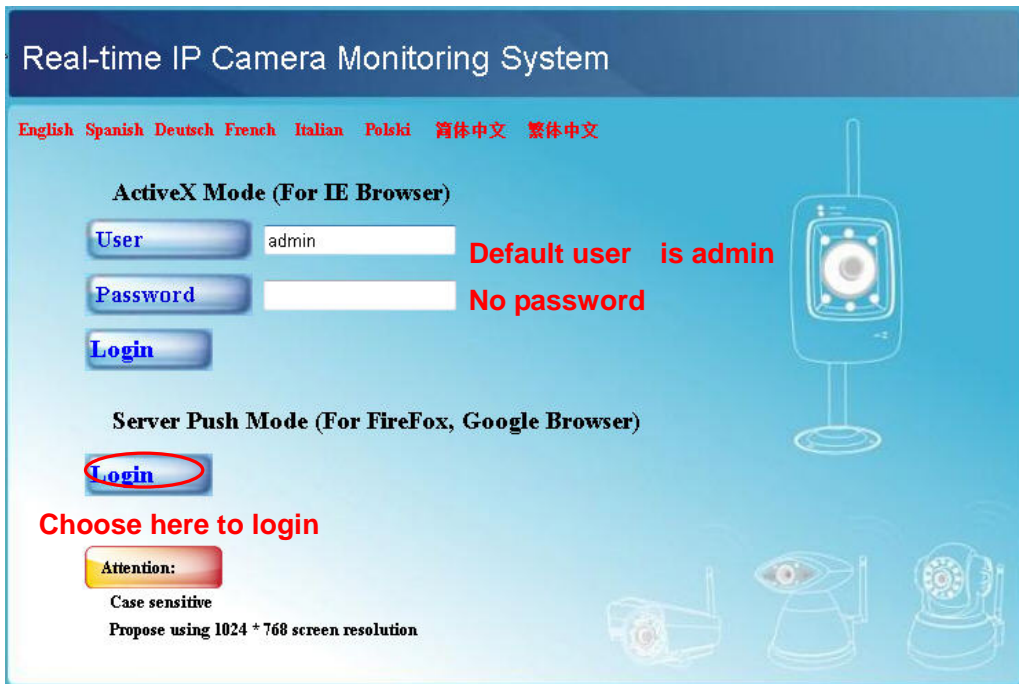 Real-time IP Camera Monitoring System
English Spanish Deutsch French Italian Polski 简体中文 繁体中文
ActiveX Mode (For IE Browser)
User admin Default user is admin
Password No password
Login
Server Push Mode (For FireFox, Google Browser)
Login
Choose here to login
Attention:
Case sensitive
Propose using 1024 * 768 screen resolution